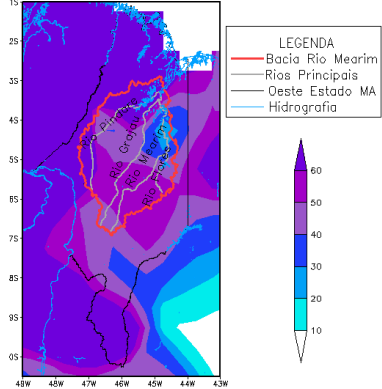 1S
2S
3S
4S
5S
6S
7S
8S
9S
0S
49W 48W 47W 46W 45W 44W 43W
Rio Pindaré
Rio Grajaú
Rio Mearim
Rio Flores
LEGENDA
Bacia Rio Mearim
Rios Principais
Oeste Estado MA
Hidrografia
60
50
40
30
20
10